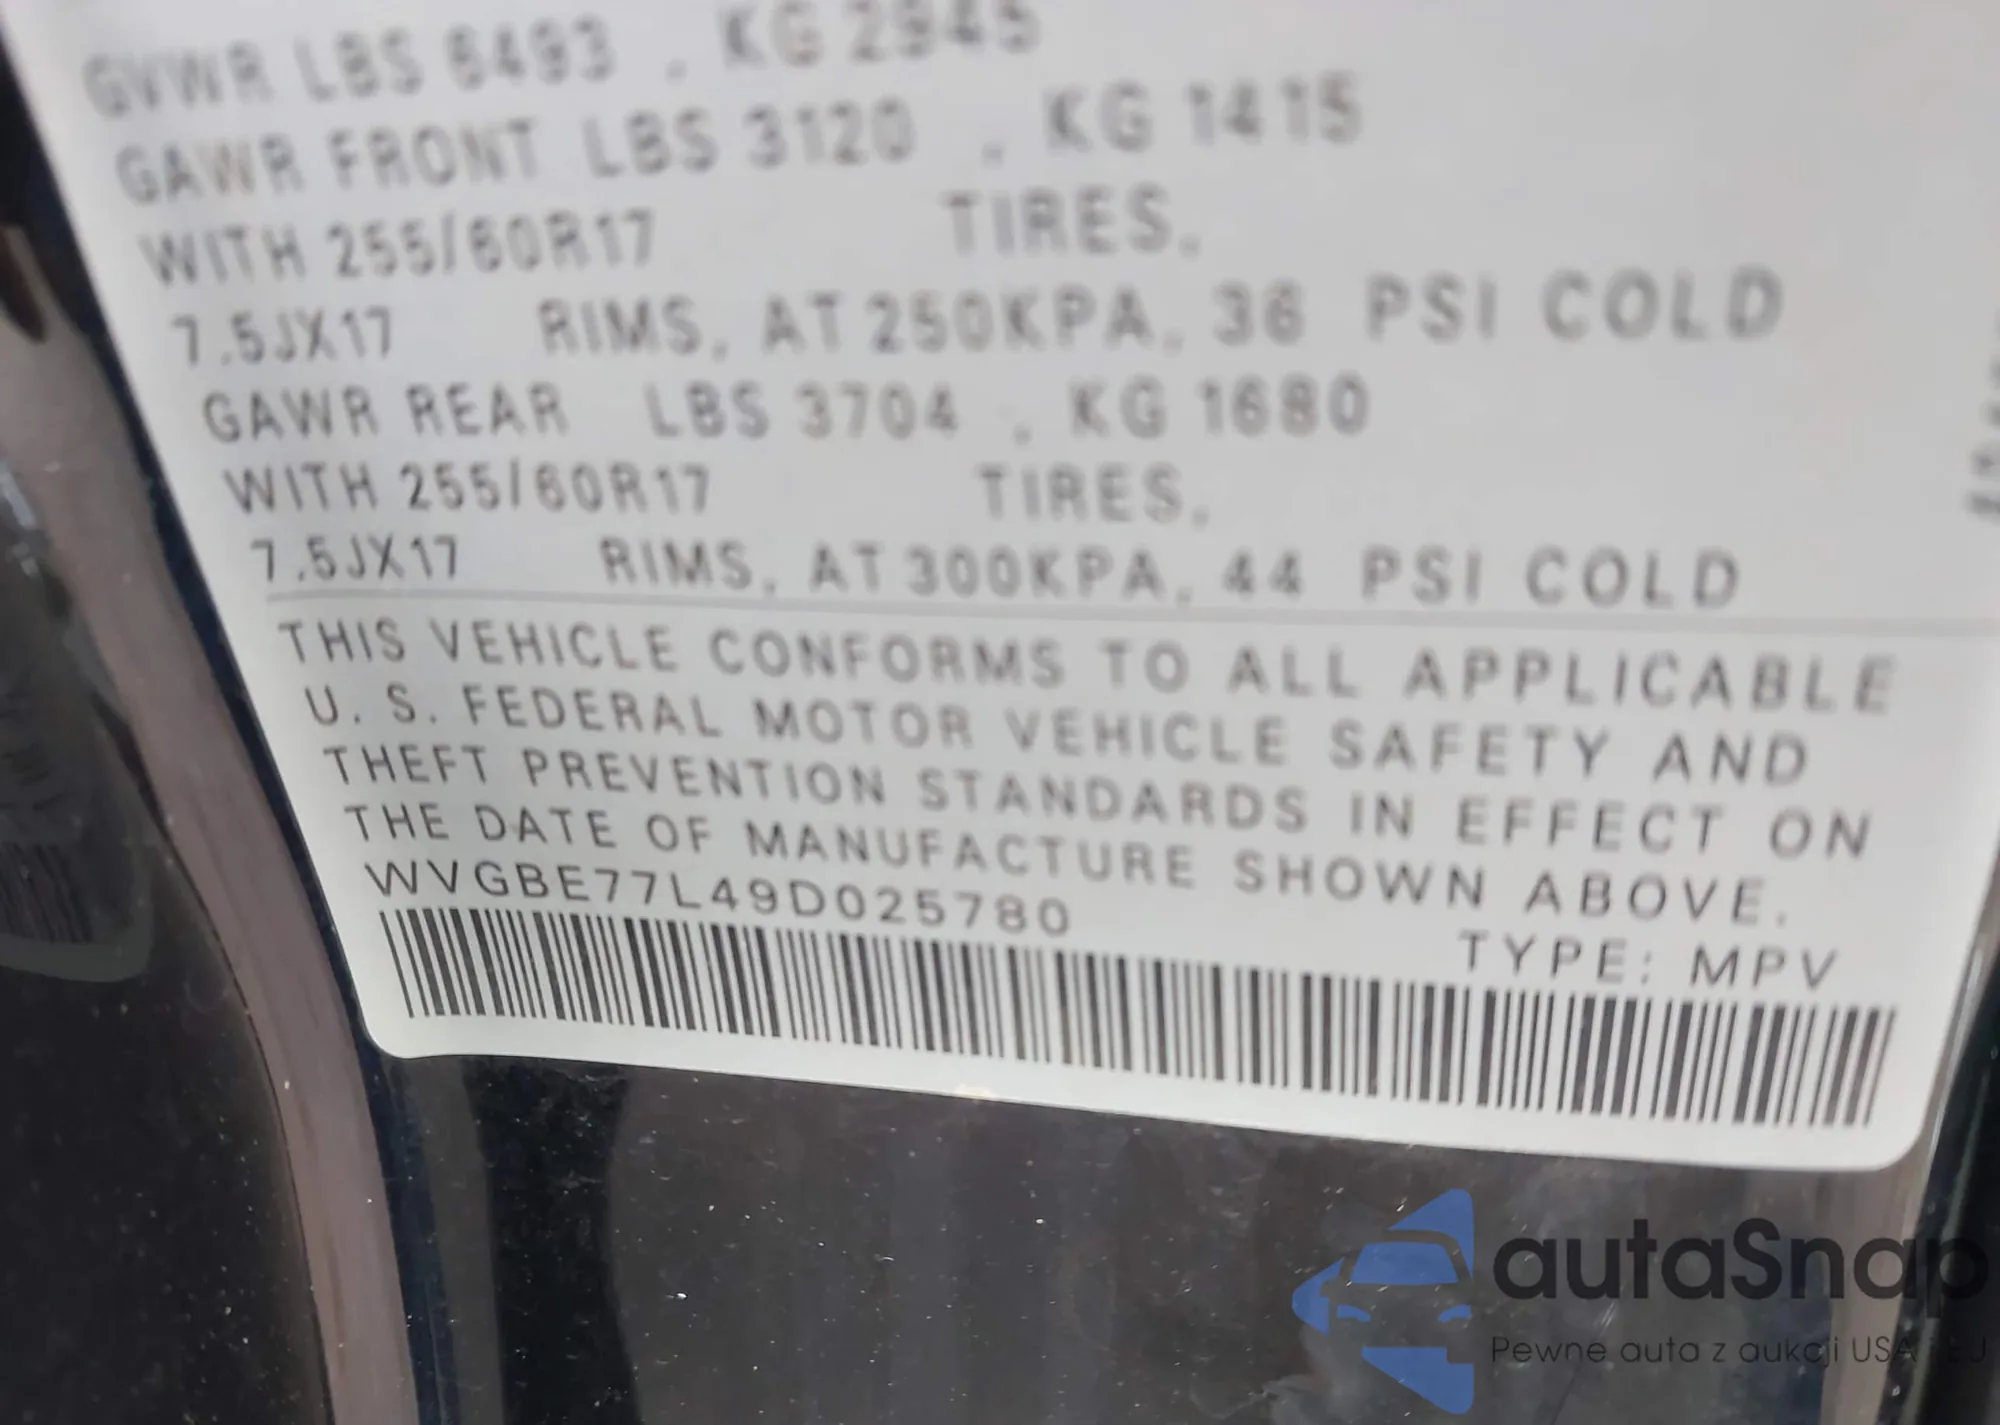 GVWR LBS 6493 , KG 2945
GAWR FRONT LBS 3120 , KG 1415
WITH 255/60R17 TIRES,
7.5JX17 RIMS, AT 250KPA, 36 PSI COLD
GAWR REAR LBS 3704 , KG 1680
WITH 255/60R17 TIRES,
7.5JX17 RIMS, AT 300KPA, 44 PSI COLD
THIS VEHICLE CONFORMS TO ALL APPLICABLE
U. S. FEDERAL MOTOR VEHICLE SAFETY AND
THEFT PREVENTION STANDARDS IN EFFECT ON
THE DATE OF MANUFACTURE SHOWN ABOVE.
WVGBE77L49D025780
TYPE: MPV
autaSnap
Pewne auta z aukcji USA